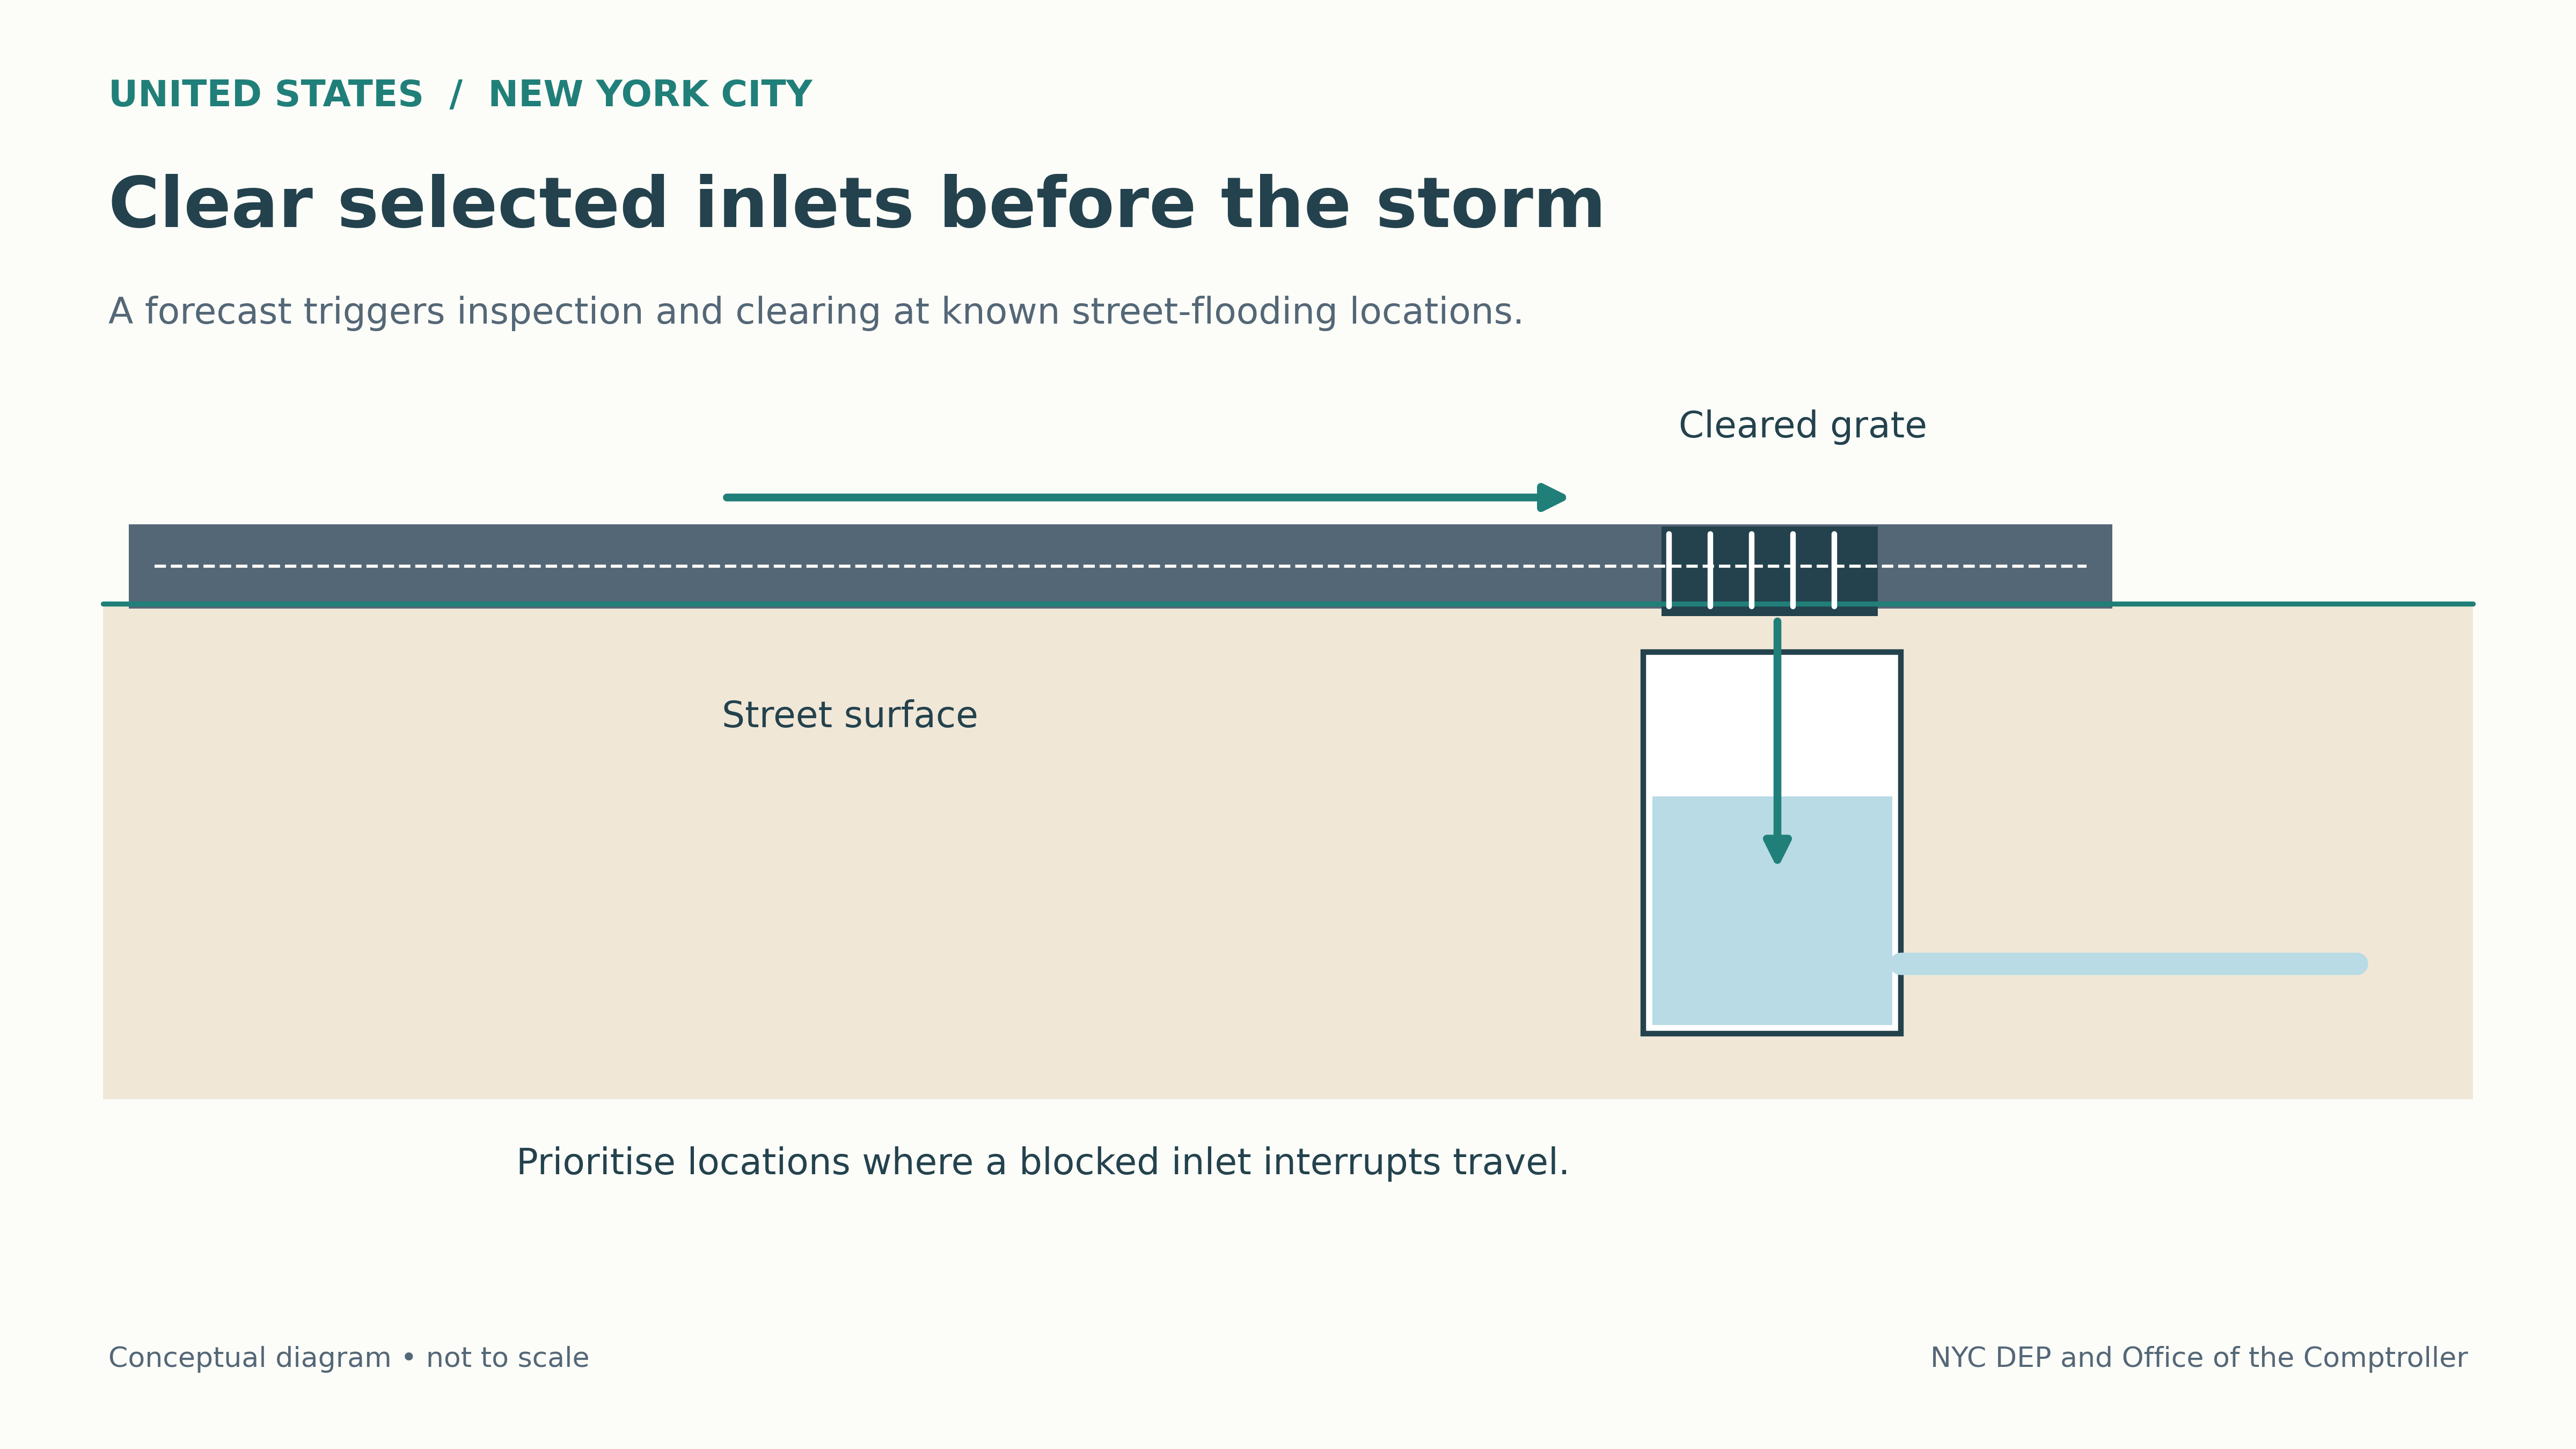 UNITED STATES / NEW YORK CITY
Clear selected inlets before the storm
A forecast triggers inspection and clearing at known street-flooding locations.
Cleared grate
Street surface
Prioritise locations where a blocked inlet interrupts travel.
Conceptual diagram • not to scale
NYC DEP and Office of the Comptroller